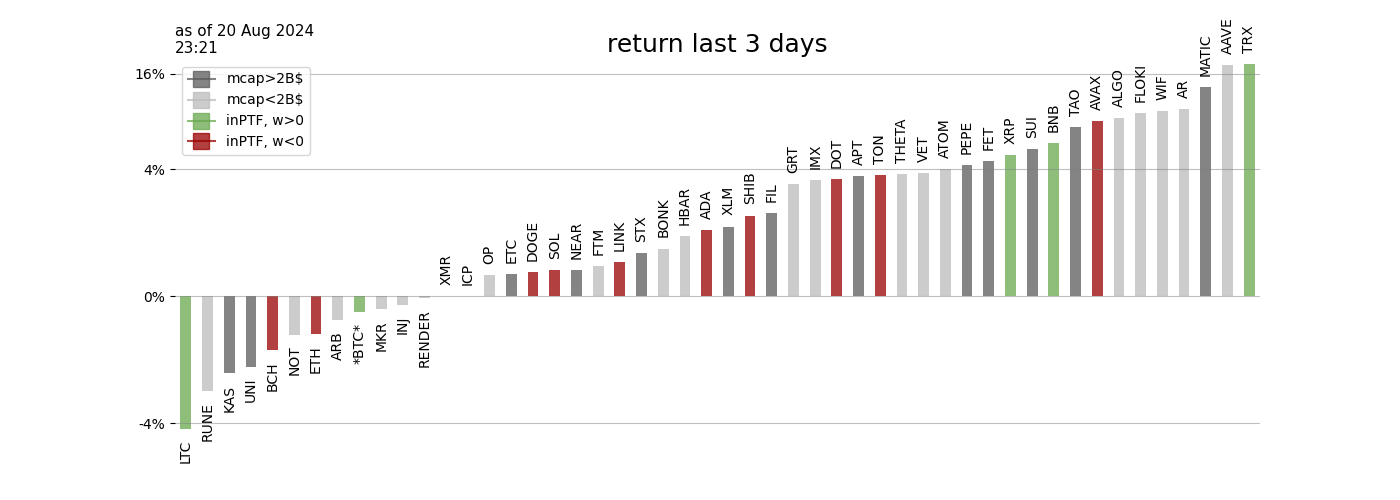 as of 20 Aug 2024
23:21
return last 3 days
mcap>2B$
mcap<2B$
inPTF, w>0
inPTF, w<0
16%
4%
0%
-4%
LTC
RUNE
KAS
UNI
BCH
NOT
ETH
ARB
*BTC*
MKR
INJ
RENDER
XMR
ICP
OP
ETC
DOGE
SOL
NEAR
FTM
LINK
STX
BONK
HBAR
ADA
XLM
SHIB
FIL
GRT
IMX
DOT
APT
TON
THETA
VET
ATOM
PEPE
FET
XRP
SUI
BNB
TAO
AVAX
ALGO
FLOKI
WIF
AR
MATIC
AAVE
TRX